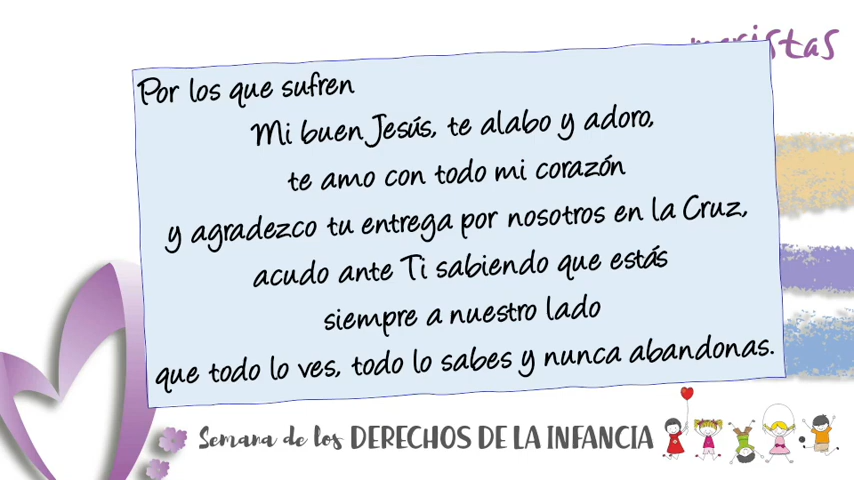 maristas
Por los que sufren
Mi buen Jesús, te alabo y adoro,
te amo con todo mi corazón
y agradezco tu entrega por nosotros en la Cruz,
acudo ante Ti sabiendo que estás
siempre a nuestro lado
que todo lo ves, todo lo sabes y nunca abandonas.
Semana de los DERECHOS DE LA INFANCIA